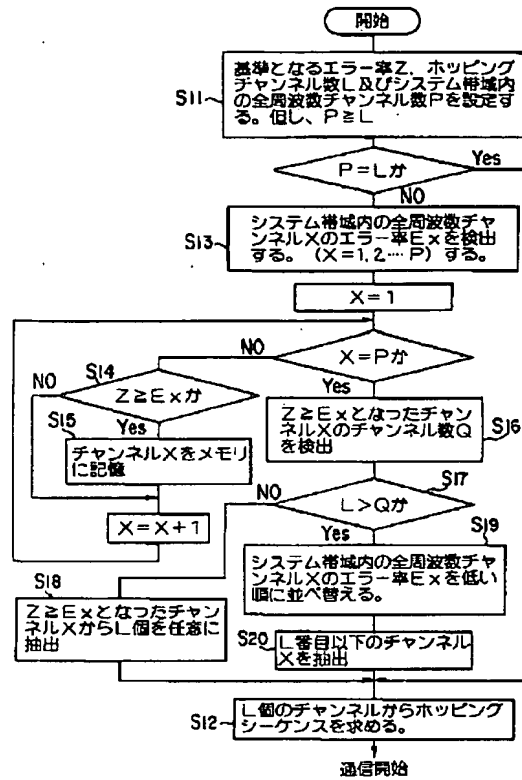 開始
S11
基準となるエラー率Z、ホッピング
チャンネル数L及びシステム帯域内
の全周波数チャンネル数Pを設定す
る。但し、P≧L
P=Lか
Yes
NO
S13
システム帯域内の全周波数チャ
ンネルXのエラー率Exを検出
する。(X=1,2…P)する。
X=1
X=Pか
NO
Yes
S14
Z≧Exか
NO
Yes
S15
チャンネルXをメモリ
に記憶
X=X+1
S16
Z≧Exとなったチャン
ネルXのチャンネル数Q
を検出
S17
L>Qか
NO
Yes
S19
システム帯域内の全周波数チャ
ンネルXのエラー率Exを低い
順に並べ替える。
S18
Z≧Exとなったチャン
ネルXからL個を任意に
抽出
S20
L番目以下のチャンネル
Xを抽出
S12
L個のチャンネルからホッピング
シーケンスを求める。
通信開始